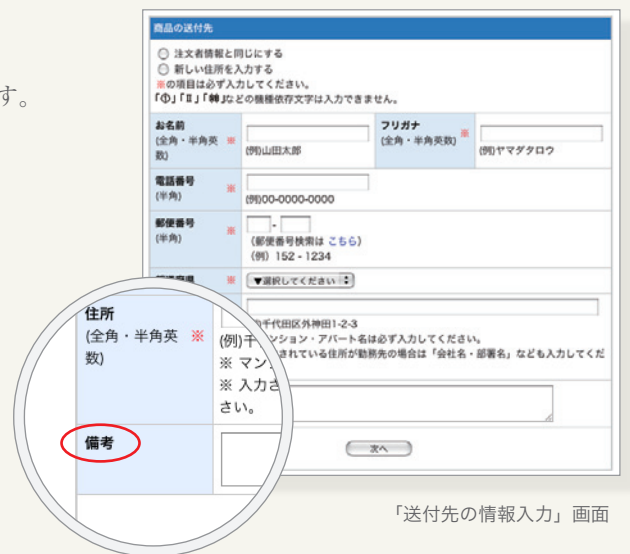 す。
商品の送付先
注文者情報と同じにする
新しい住所を入力する
※の項目は必ず入力してください。
などの機種依存文字は入力できません。
お名前
(全角・半角英 ※
数)
(例)山田太郎
フリガナ
(全角・半角英数) ※
(例)ヤマダタロウ
電話番号
(半角) ※
(例)00-0000-0000
郵便番号
(半角) ※
-
(郵便番号検索は こちら)
(例) 152 - 1234
※
▼選択してください
千代田区外神田1-2-3
ンション・アパート名は必ず入力してください。
されている住所が勤務先の場合は「会社名・部署名」なども入力してくだ
住所
(全角・半角英 ※
数)
(例)千
※ マン
※ 入力さ
さい。
備考
次へ
「送付先の情報入力」画面